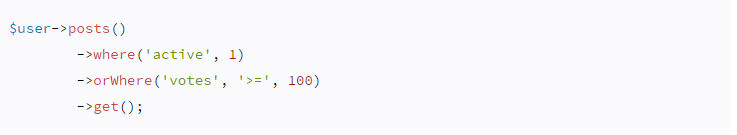 $user->posts()
        ->where('active', 1)
        ->orWhere('votes', '>=', 100)
        ->get();